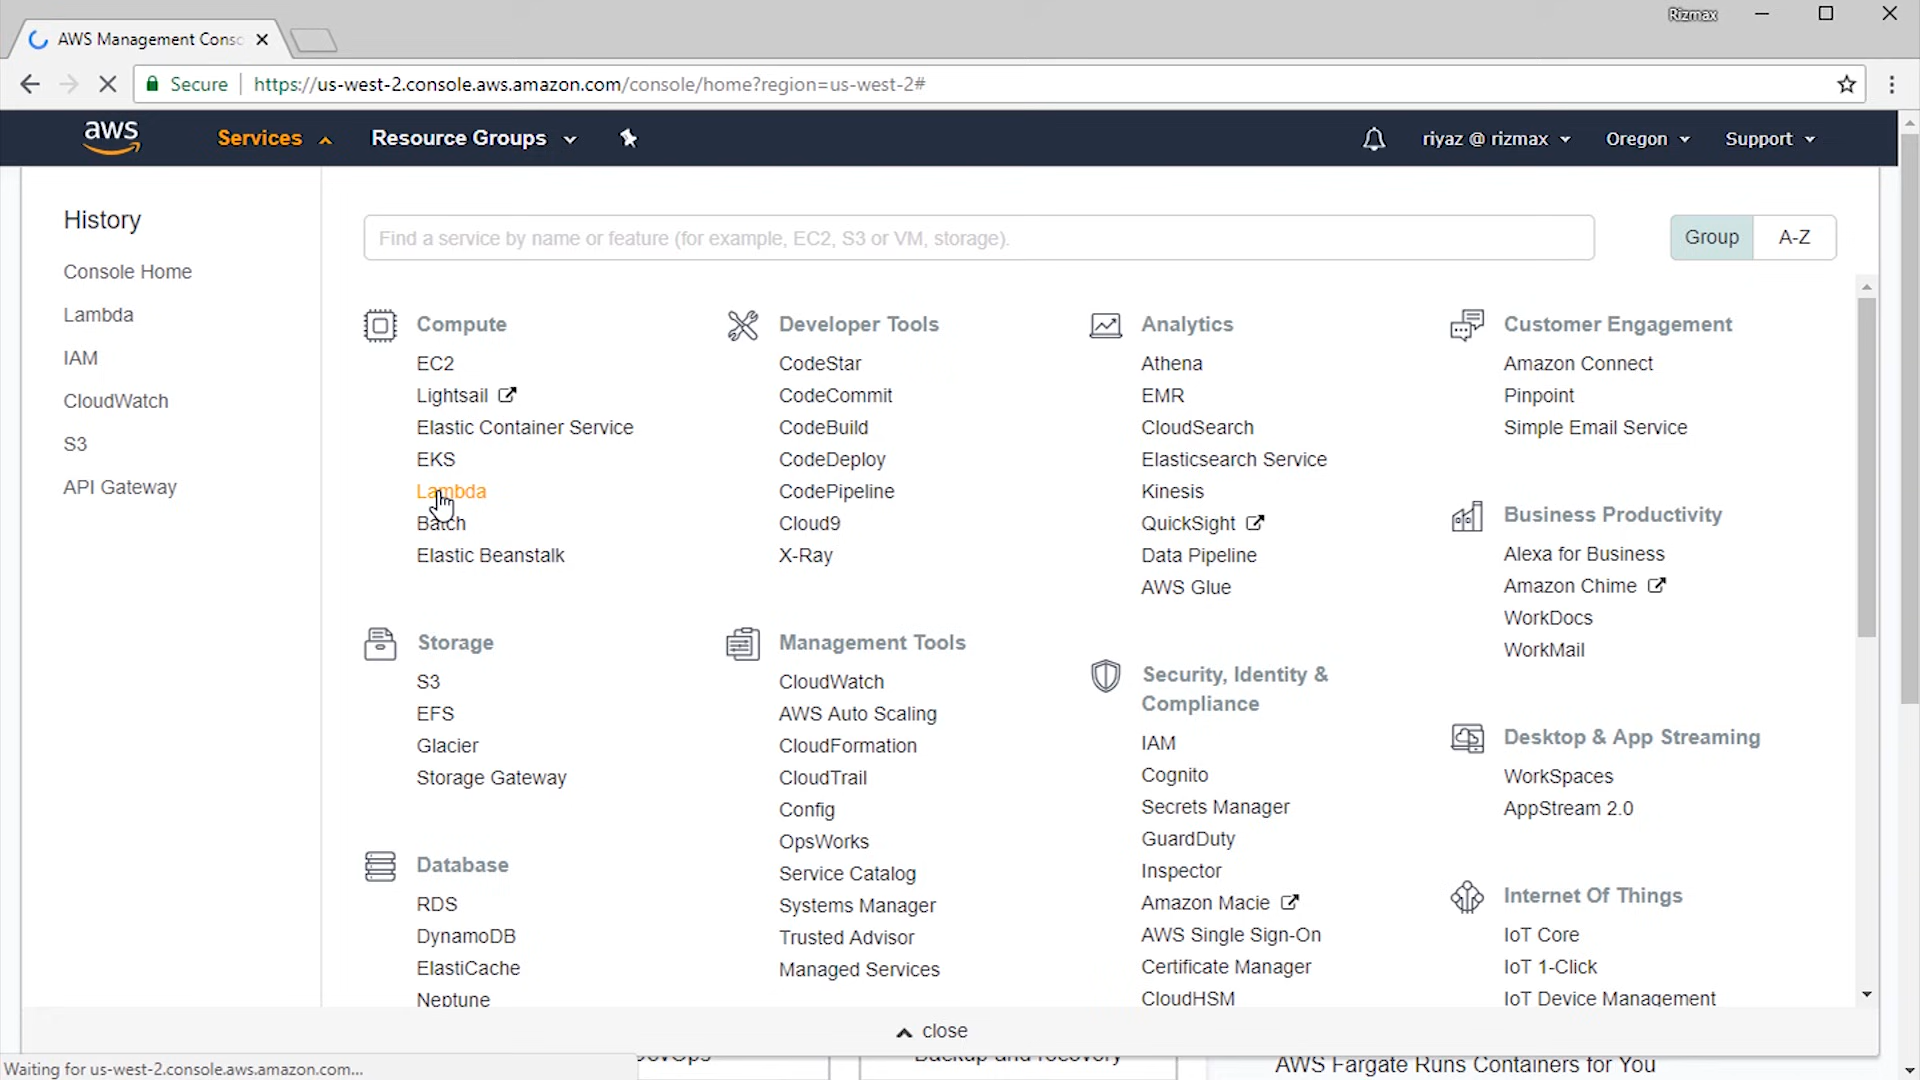 Rizmax
AWS Management Conso
Secure
https://us-west-2.console.aws.amazon.com/console/home?region=us-west-2#
aws
Services
Resource Groups
riyaz @ rizmax
Oregon
Support
History
Console Home
Lambda
IAM
CloudWatch
S3
API Gateway
Find a service by name or feature (for example, EC2, S3 or VM, storage).
Group
A-Z
Compute
EC2
Lightsail
Elastic Container Service
EKS
Lambda
Batch
Elastic Beanstalk
Storage
S3
EFS
Glacier
Storage Gateway
Database
RDS
DynamoDB
ElastiCache
Neptune
Developer Tools
CodeStar
CodeCommit
CodeBuild
CodeDeploy
CodePipeline
Cloud9
X-Ray
Management Tools
CloudWatch
AWS Auto Scaling
CloudFormation
CloudTrail
Config
OpsWorks
Service Catalog
Systems Manager
Trusted Advisor
Managed Services
Analytics
Athena
EMR
CloudSearch
Elasticsearch Service
Kinesis
QuickSight
Data Pipeline
AWS Glue
Security, Identity &
Compliance
IAM
Cognito
Secrets Manager
GuardDuty
Inspector
Amazon Macie
AWS Single Sign-On
Certificate Manager
CloudHSM
Customer Engagement
Amazon Connect
Pinpoint
Simple Email Service
Business Productivity
Alexa for Business
Amazon Chime
WorkDocs
WorkMail
Desktop & App Streaming
WorkSpaces
AppStream 2.0
Internet Of Things
IoT Core
IoT 1-Click
IoT Device Management
close
DevOps
Backup and recovery
AWS Fargate Runs Containers for You
Waiting for us-west-2.console.aws.amazon.com...